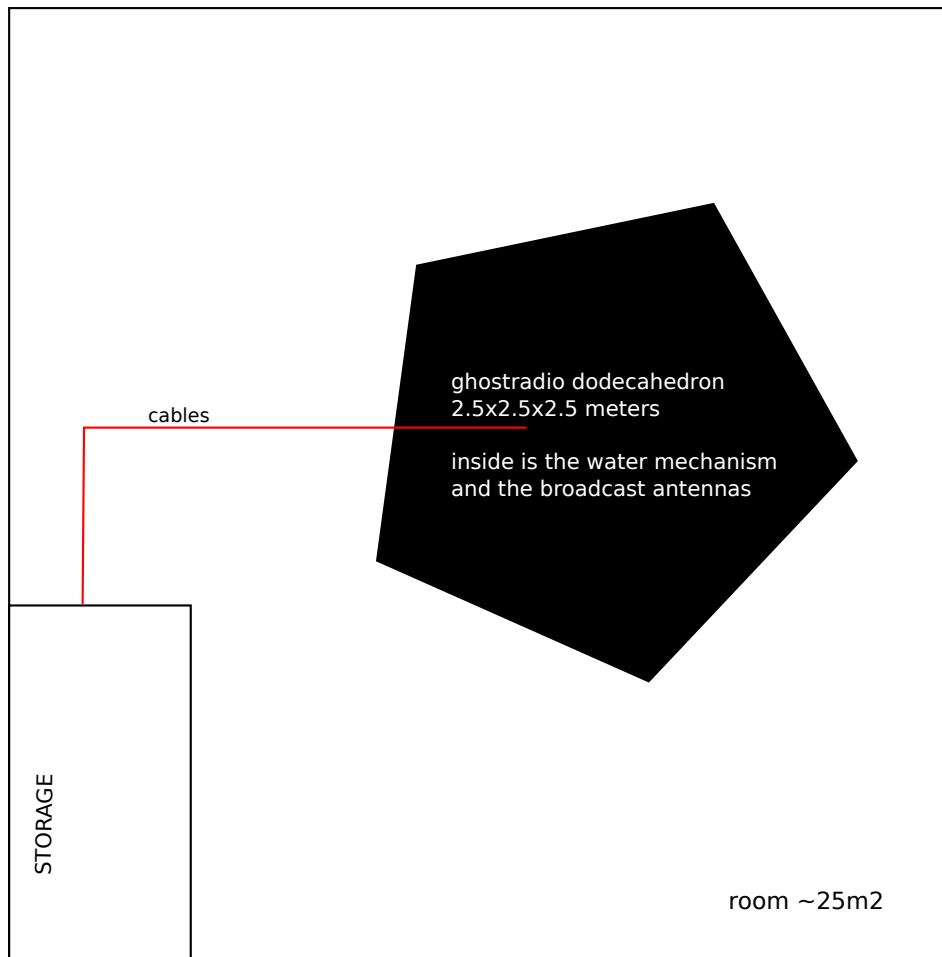 ghostradio dodecahedron
2.5x2.5x2.5 meters
cables
inside is the water mechanism
and the broadcast antennas
STORAGE
room ~25m2